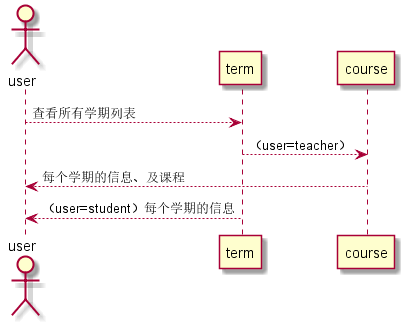 user
term
course
查看所有学期列表
（user=teacher）
每个学期的信息、及课程
（user=student）每个学期的信息
user
term
course